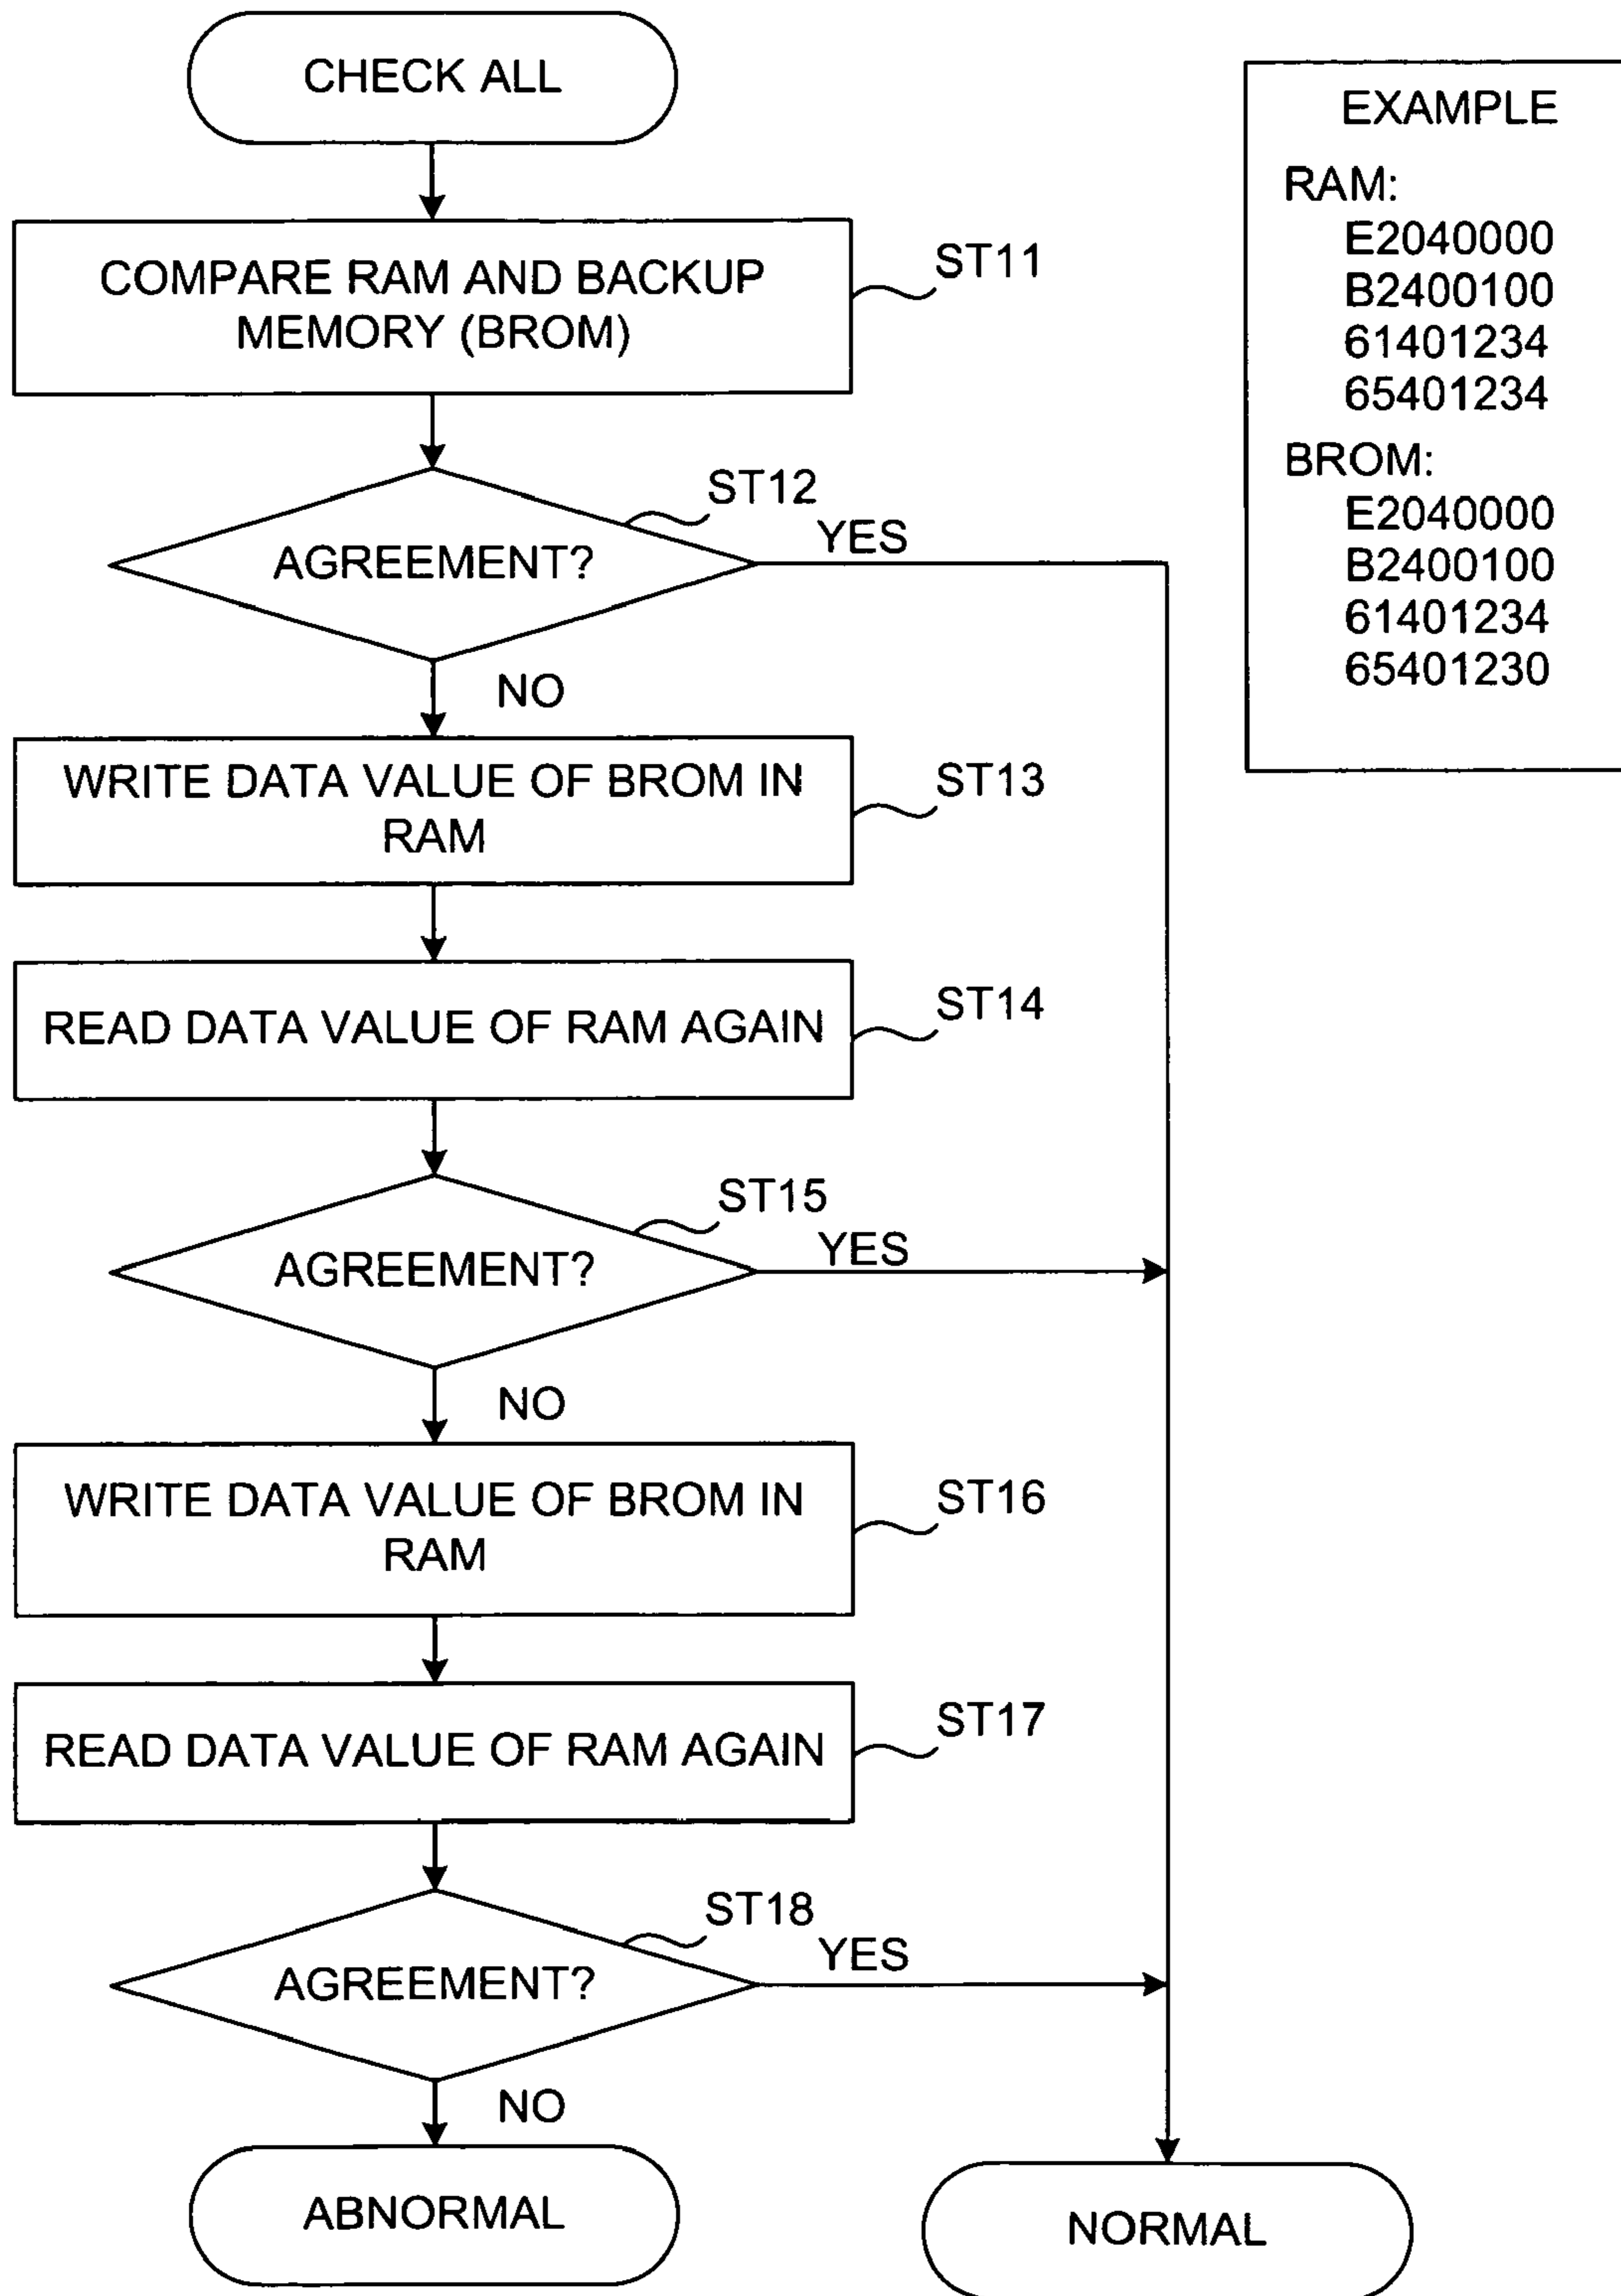 CHECK ALL
COMPARE RAM AND BACKUP
MEMORY (BROM)
ST11
ST12
AGREEMENT?
YES
NO
WRITE DATA VALUE OF BROM IN
RAM
ST13
READ DATA VALUE OF RAM AGAIN
ST14
ST15
AGREEMENT?
YES
NO
WRITE DATA VALUE OF BROM IN
RAM
ST16
READ DATA VALUE OF RAM AGAIN
ST17
ST18
AGREEMENT?
YES
NO
ABNORMAL
NORMAL
EXAMPLE
RAM:
E2040000
B2400100
61401234
65401234
BROM:
E2040000
B2400100
61401234
65401230